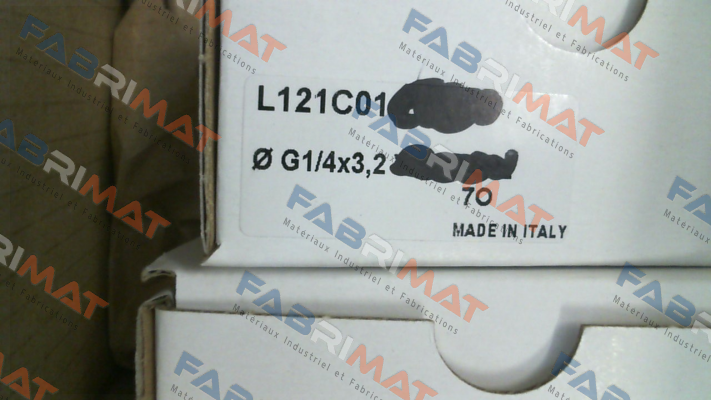 L121C01
Ø G1/4x3,2
70
MADE IN ITALY
FABRIMAT
Materiaux Industriel et Fabrications